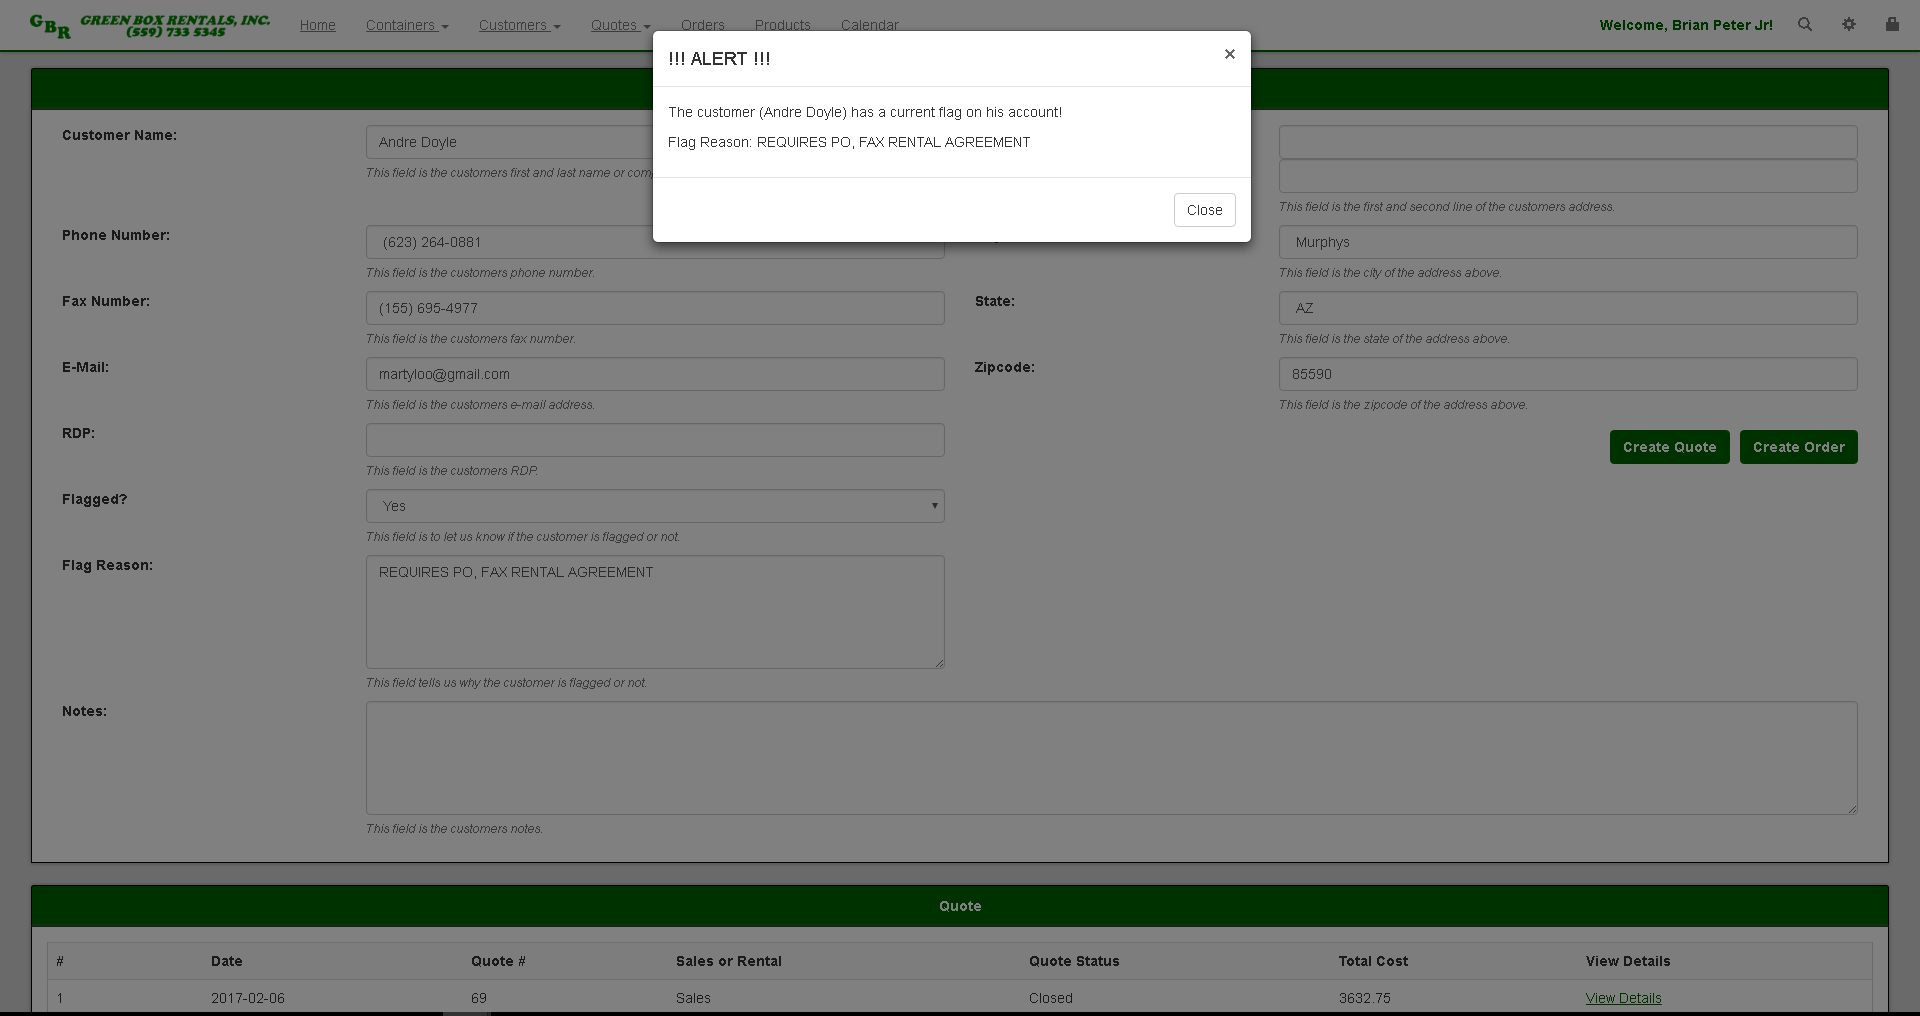 GBR GREEN BOX RENTALS, INC.
(559) 733 5345
Home Containers Customers Quotes Orders Products Calendar
Welcome, Brian Peter Jr!
!!! ALERT !!!
×
The customer (Andre Doyle) has a current flag on his account!
Flag Reason: REQUIRES PO, FAX RENTAL AGREEMENT
Close
Customer Name:
Andre Doyle
This field is the customers first and last name or
This field is the first and second line of the customers address.
Phone Number:
(623) 264-0881
This field is the customers phone number.
Murphys
This field is the city of the address above.
Fax Number:
(155) 695-4977
This field is the customers fax number.
State:
AZ
This field is the state of the address above.
E-Mail:
martyloo@gmail.com
This field is the customers e-mail address.
Zipcode:
85590
This field is the zipcode of the address above.
RDP:
This field is the customers RDP.
Create Quote Create Order
Flagged?
Yes
This field is to let us know if the customer is flagged or not.
Flag Reason:
REQUIRES PO, FAX RENTAL AGREEMENT
This field tells us why the customer is flagged or not.
Notes:
This field is the customers notes.
Quote
# Date Quote # Sales or Rental Quote Status Total Cost View Details
1 2017-02-06 69 Sales Closed 3632.75 View Details